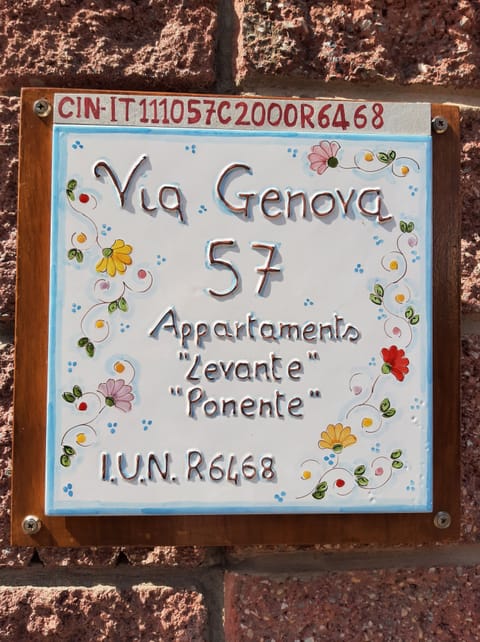 CIN-IT111057C2000R6468
Via Genova
57
Appartaments
"Levante"
"Ponente"
I.U.N. R6468